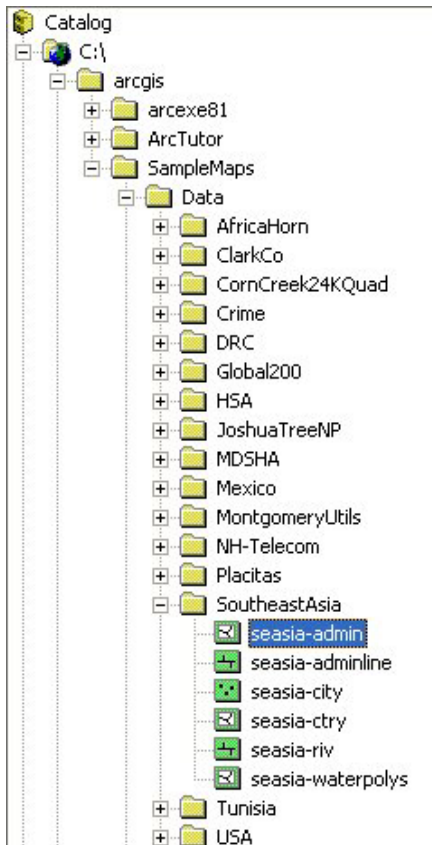 Catalog
C:\
arcgis
arcexe81
ArcTutor
SampleMaps
Data
AfricaHorn
ClarkCo
CornCreek24KQuad
Crime
DRC
Global200
HSA
JoshuaTreeNP
MDSHA
Mexico
MontgomeryUtils
NH-Telecom
Placitas
SoutheastAsia
seasia-admin
seasia-adminline
seasia-city
seasia-ctry
seasia-riv
seasia-waterpolys
Tunisia
USA